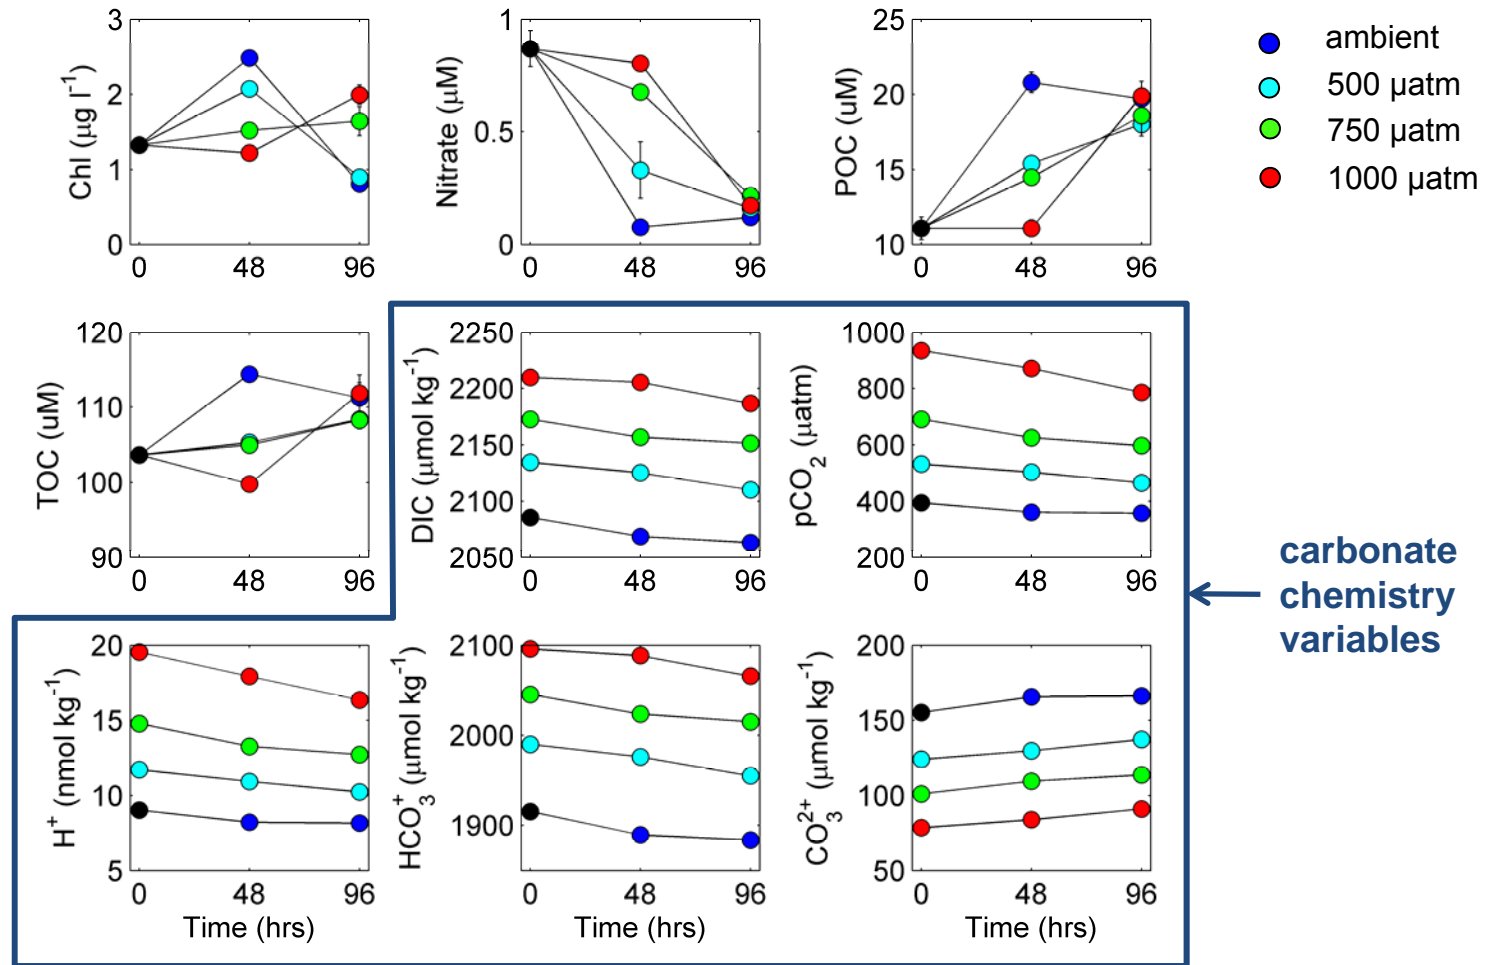 3
2
1
0
Chl (μg l⁻¹)
0 48 96
1
0.5
0
Nitrate (μM)
0 48 96
25
20
15
10
POC (uM)
0 48 96
ambient
500 μatm
750 μatm
1000 μatm
120
110
100
90
TOC (uM)
0 48 96
2250
2200
2150
2100
2050
DIC (μmol kg⁻¹)
0 48 96
1000
800
600
400
200
pCO₂ (μatm)
0 48 96
carbonate
chemistry
variables
20
15
10
5
H⁺ (nmol kg⁻¹)
0 48 96
Time (hrs)
2100
2000
1900
HCO₃⁺ (μmol kg⁻¹)
0 48 96
Time (hrs)
200
150
100
50
CO₃²⁺ (μmol kg⁻¹)
0 48 96
Time (hrs)